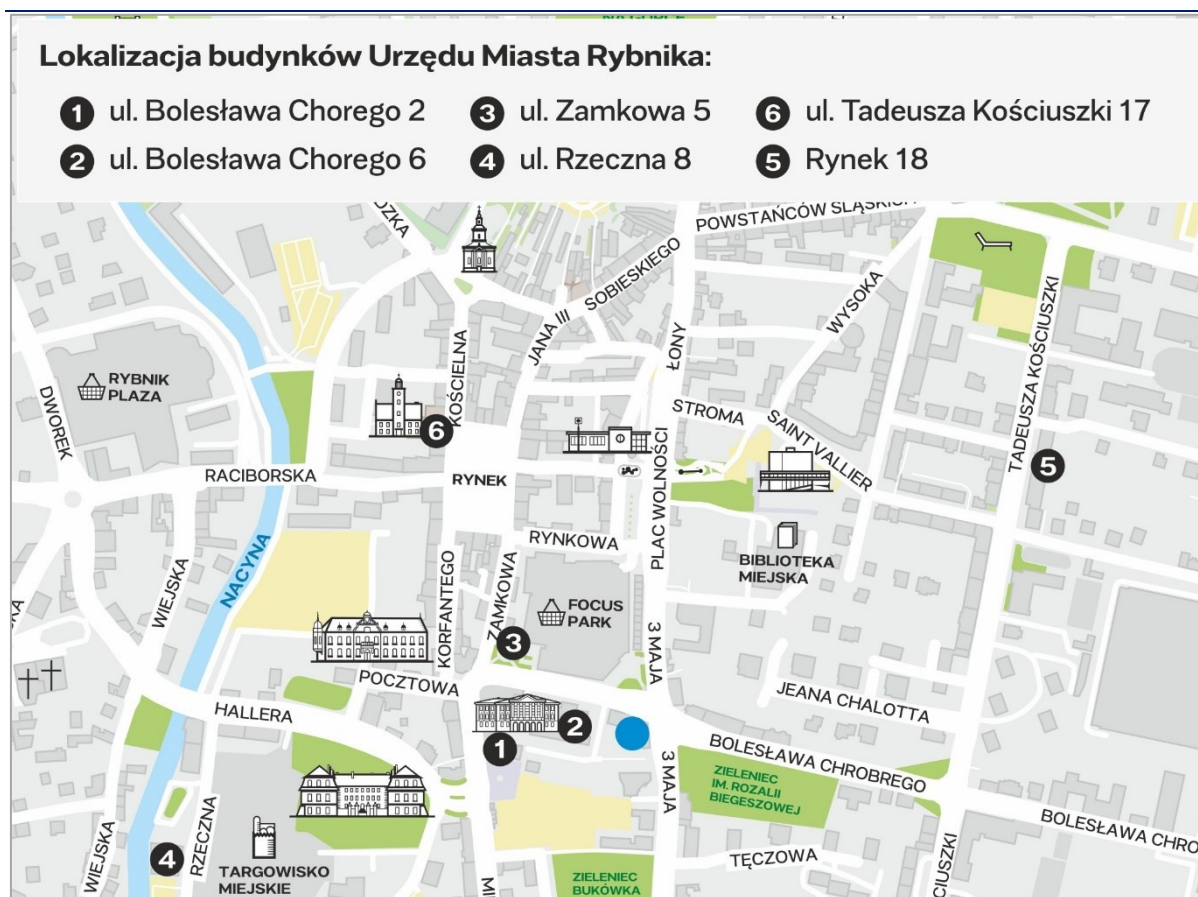 Lokalizacja budynków Urzędu Miasta Rybnika:
1 ul. Bolesława Chorego 2
3 ul. Zamkowa 5
6 ul. Tadeusza Kościuszki 17
2 ul. Bolesława Chorego 6
4 ul. Rzeczna 8
5 Rynek 18
POWSTAŃCÓW ŚLĄSKICH
SOBIESKIEGO
JANA III
WYSOKA
TADEUSZA KOŚCIUSZKI
ŁONY
KOŚCIELNA
RYBNIK
PLAZA
DWOREK
STROMA
SAINT VALLIER
6
5
RACIBORSKA
RYNEK
PLAC WOLNOŚCI
NACYNA
WIEJSKA
RYNKOWA
BIBLIOTEKA
MIEJSKA
KORFANTEGO
ZAMKOWA
FOCUS
PARK
3
3 MAJA
POCZTOWA
HALLERA
JEANA CHALOTTA
1
2
BOLESŁAWA CHROBREGO
3 MAJA
ZIELENIEC
IM. ROZALII
BIEGESZOWEJ
BOLESŁAWA CHRO
WIEJSKA
4
RZECZNA
TARGOWISKO
MIEJSKIE
MI
ZIELENIEC
BUKÓWKA
TĘCZOWA
CIUSZKI